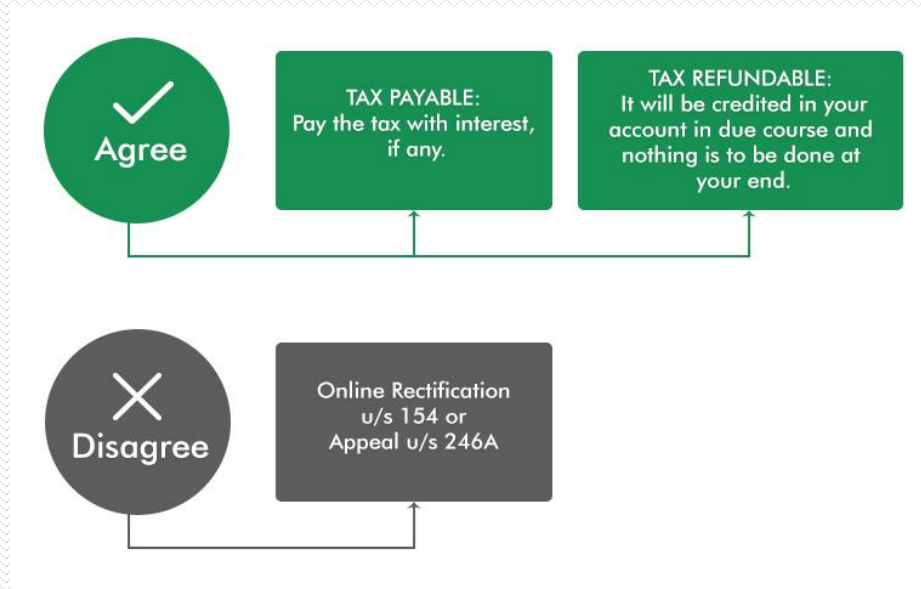 Agree
TAX PAYABLE:
Pay the tax with interest,
if any.
TAX REFUNDABLE:
It will be credited in your
account in due course and
nothing is to be done at
your end.
Disagree
Online Rectification
u/s 154 or
Appeal u/s 246A